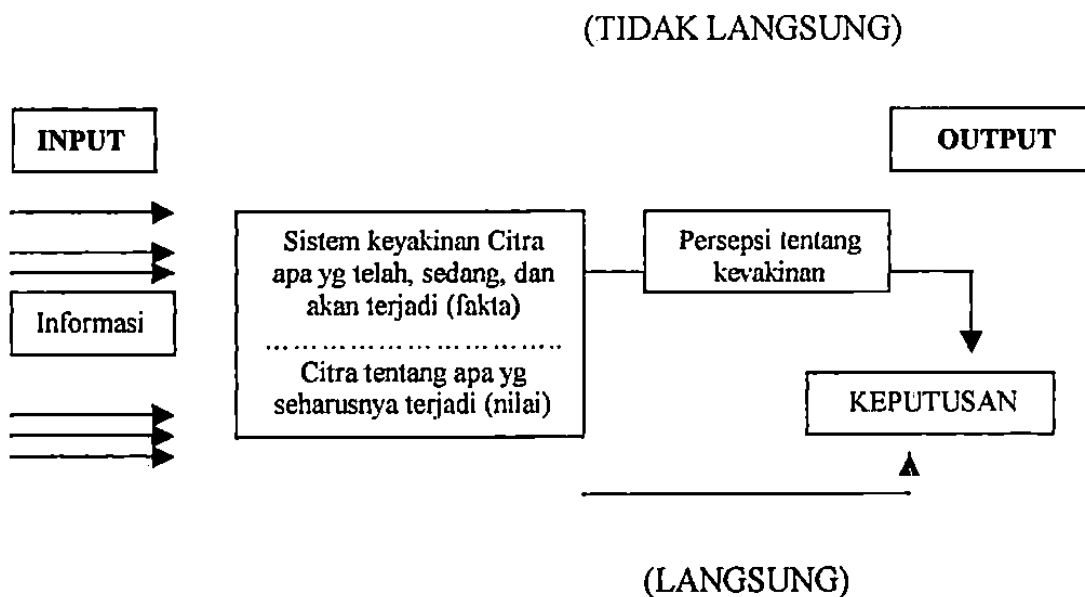 (TIDAK LANGSUNG)
INPUT
OUTPUT
Sistem keyakinan Citra
apa yg telah, sedang, dan
akan terjadi (fakta)
………………………………..
Citra tentang apa yg
seharusnya terjadi (nilai)
Persepsi tentang
kevakinan
Informasi
KEPUTUSAN
(LANGSUNG)